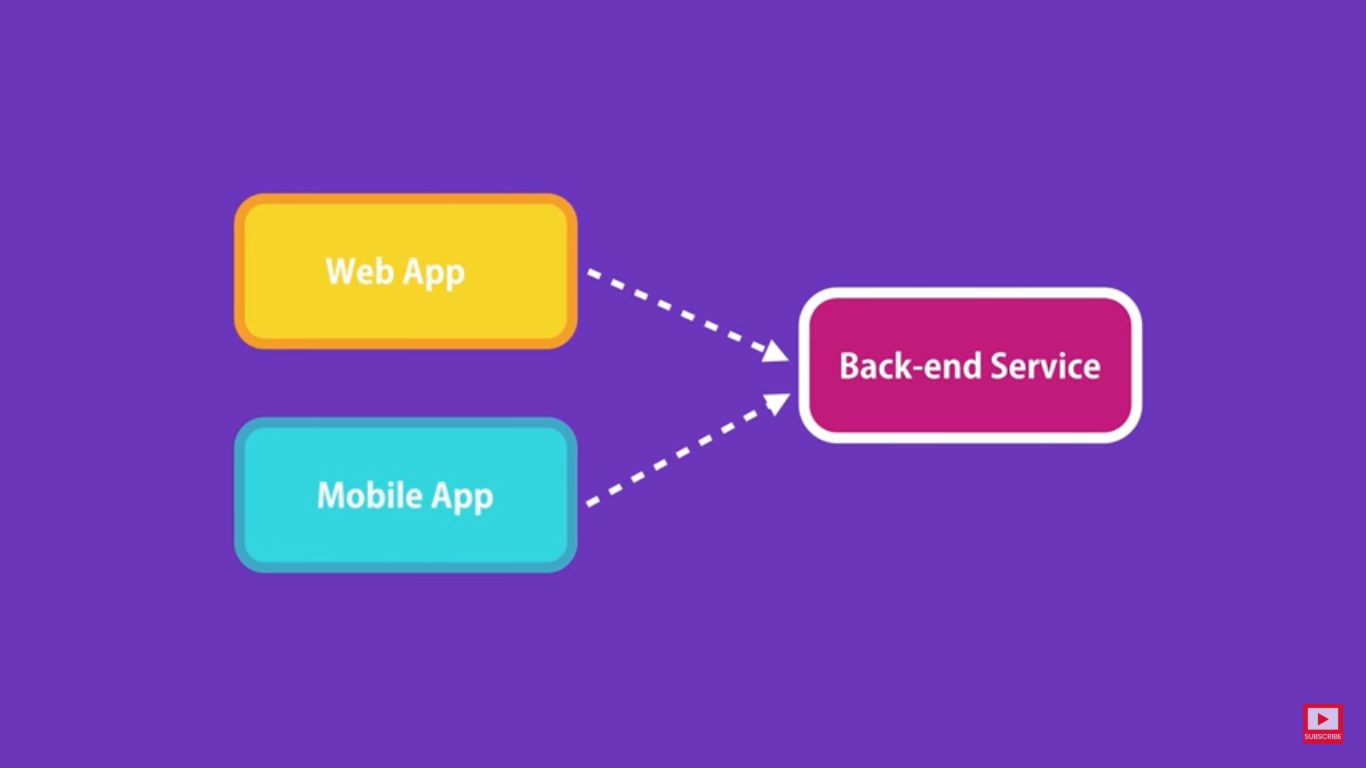 Web App
Back-end Service
Mobile App
SUBSCRIBE